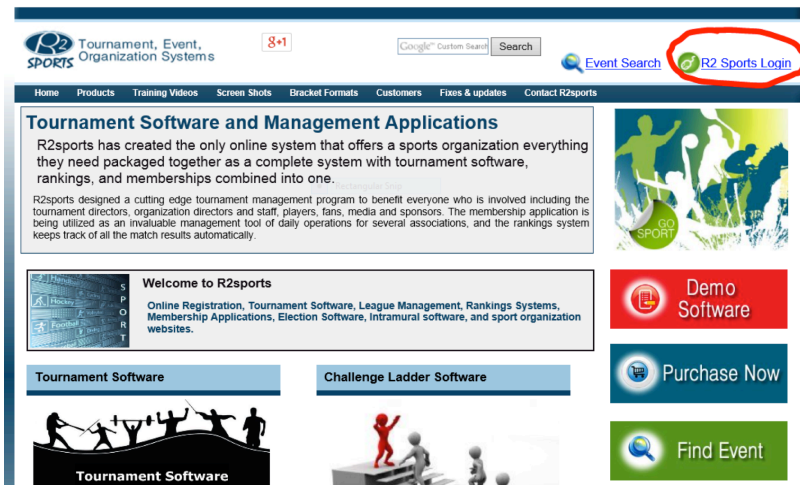 R2
SPORTS
Tournament, Event,
Organization Systems
g+1
Google™ Custom Search
Search
Event Search
R2 Sports Login
Home Products Training Videos Screen Shots Bracket Formats Customers Fixes & updates Contact R2sports
Tournament Software and Management Applications
R2sports has created the only online system that offers a sports organization everything
they need packaged together as a complete system with tournament software,
rankings, and memberships combined into one.
Rectangular Snip
R2sports designed a cutting edge tournament management program to benefit everyone who is involved including the
tournament directors, organization directors and staff, players, fans, media and sponsors. The membership application is
being utilized as an invaluable management tool of daily operations for several associations, and the rankings system
keeps track of all the match results automatically.
GO
SPORT
Hockey
Football
SPORT
Welcome to R2sports
Online Registration, Tournament Software, League Management, Rankings Systems,
Membership Applications, Election Software, Intramural software, and sport organization
websites.
Demo
Software
Purchase Now
Find Event
Tournament Software
Challenge Ladder Software
Tournament Software